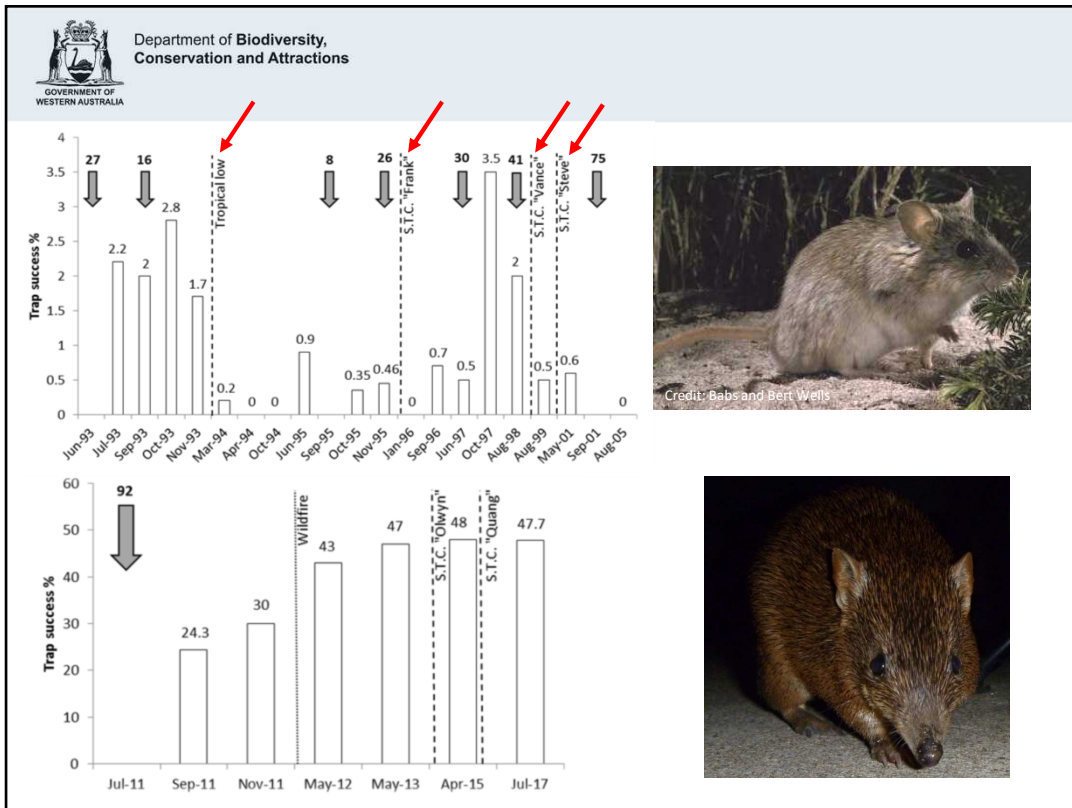 Department of Biodiversity,
Conservation and Attractions
GOVERNMENT OF
WESTERN AUSTRALIA
Trap success %
4
3.5
3
2.5
2
1.5
1
0.5
0
27
16
8
26
30
41
75
Tropical low
S.T.C. "Frank"
S.T.C. "Vance"
S.T.C. "Steve"
2.2
2
2.8
1.7
0.2
0
0
0.9
0.35
0.46
0
0.7
0.5
3.5
2
0.5
0.6
0
Jun-93
Jul-93
Sep-93
Oct-93
Nov-93
Mar-94
Apr-94
Oct-94
Jun-95
Sep-95
Oct-95
Nov-95
Jan-96
Sep-96
Jun-97
Oct-97
Aug-98
Aug-99
May-01
Sep-01
Aug-05
Credit: Babs and Bert Wells
Trap success %
60
50
40
30
20
10
0
92
Wildfire
S.T.C. "Olwyn"
S.T.C. "Quang"
24.3
30
43
47
48
47.7
Jul-11
Sep-11
Nov-11
May-12
May-13
Apr-15
Jul-17